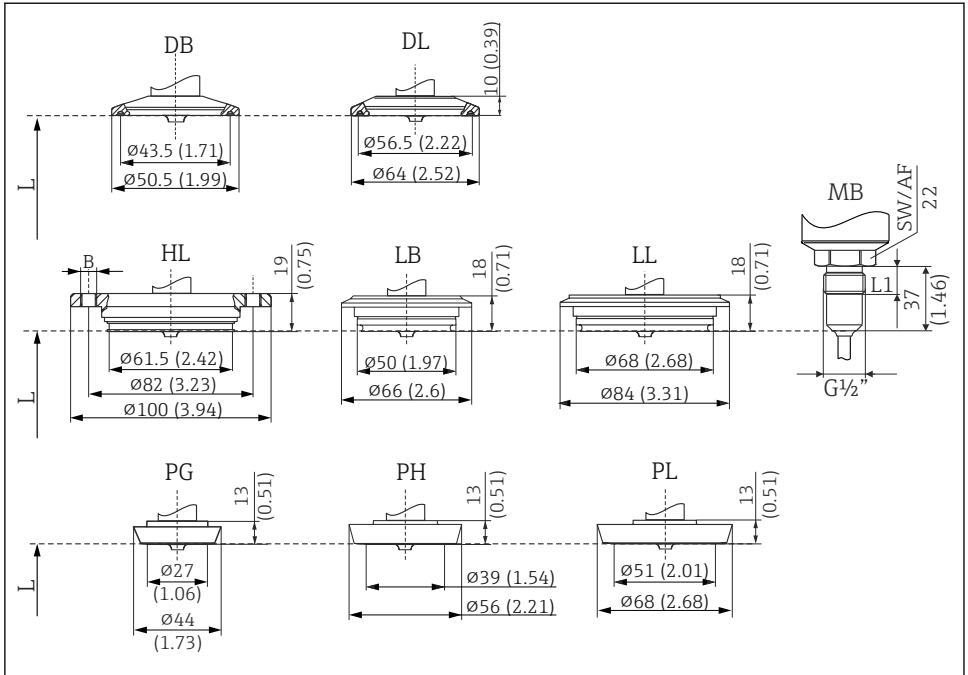 DB
DL
10 (0.39)
Ø43.5 (1.71)
Ø50.5 (1.99)
Ø56.5 (2.22)
Ø64 (2.52)
L
MB
SW/AF
22
HL
B
19
(0.75)
LB
18
(0.71)
LL
18
(0.71)
L1
37
(1.46)
Ø61.5 (2.42)
Ø82 (3.23)
Ø100 (3.94)
Ø50 (1.97)
Ø66 (2.6)
Ø68 (2.68)
Ø84 (3.31)
G½"
L
PG
13
(0.51)
PH
13
(0.51)
PL
13
(0.51)
Ø27
(1.06)
Ø44
(1.73)
Ø39 (1.54)
Ø56 (2.21)
Ø51 (2.01)
Ø68 (2.68)
L